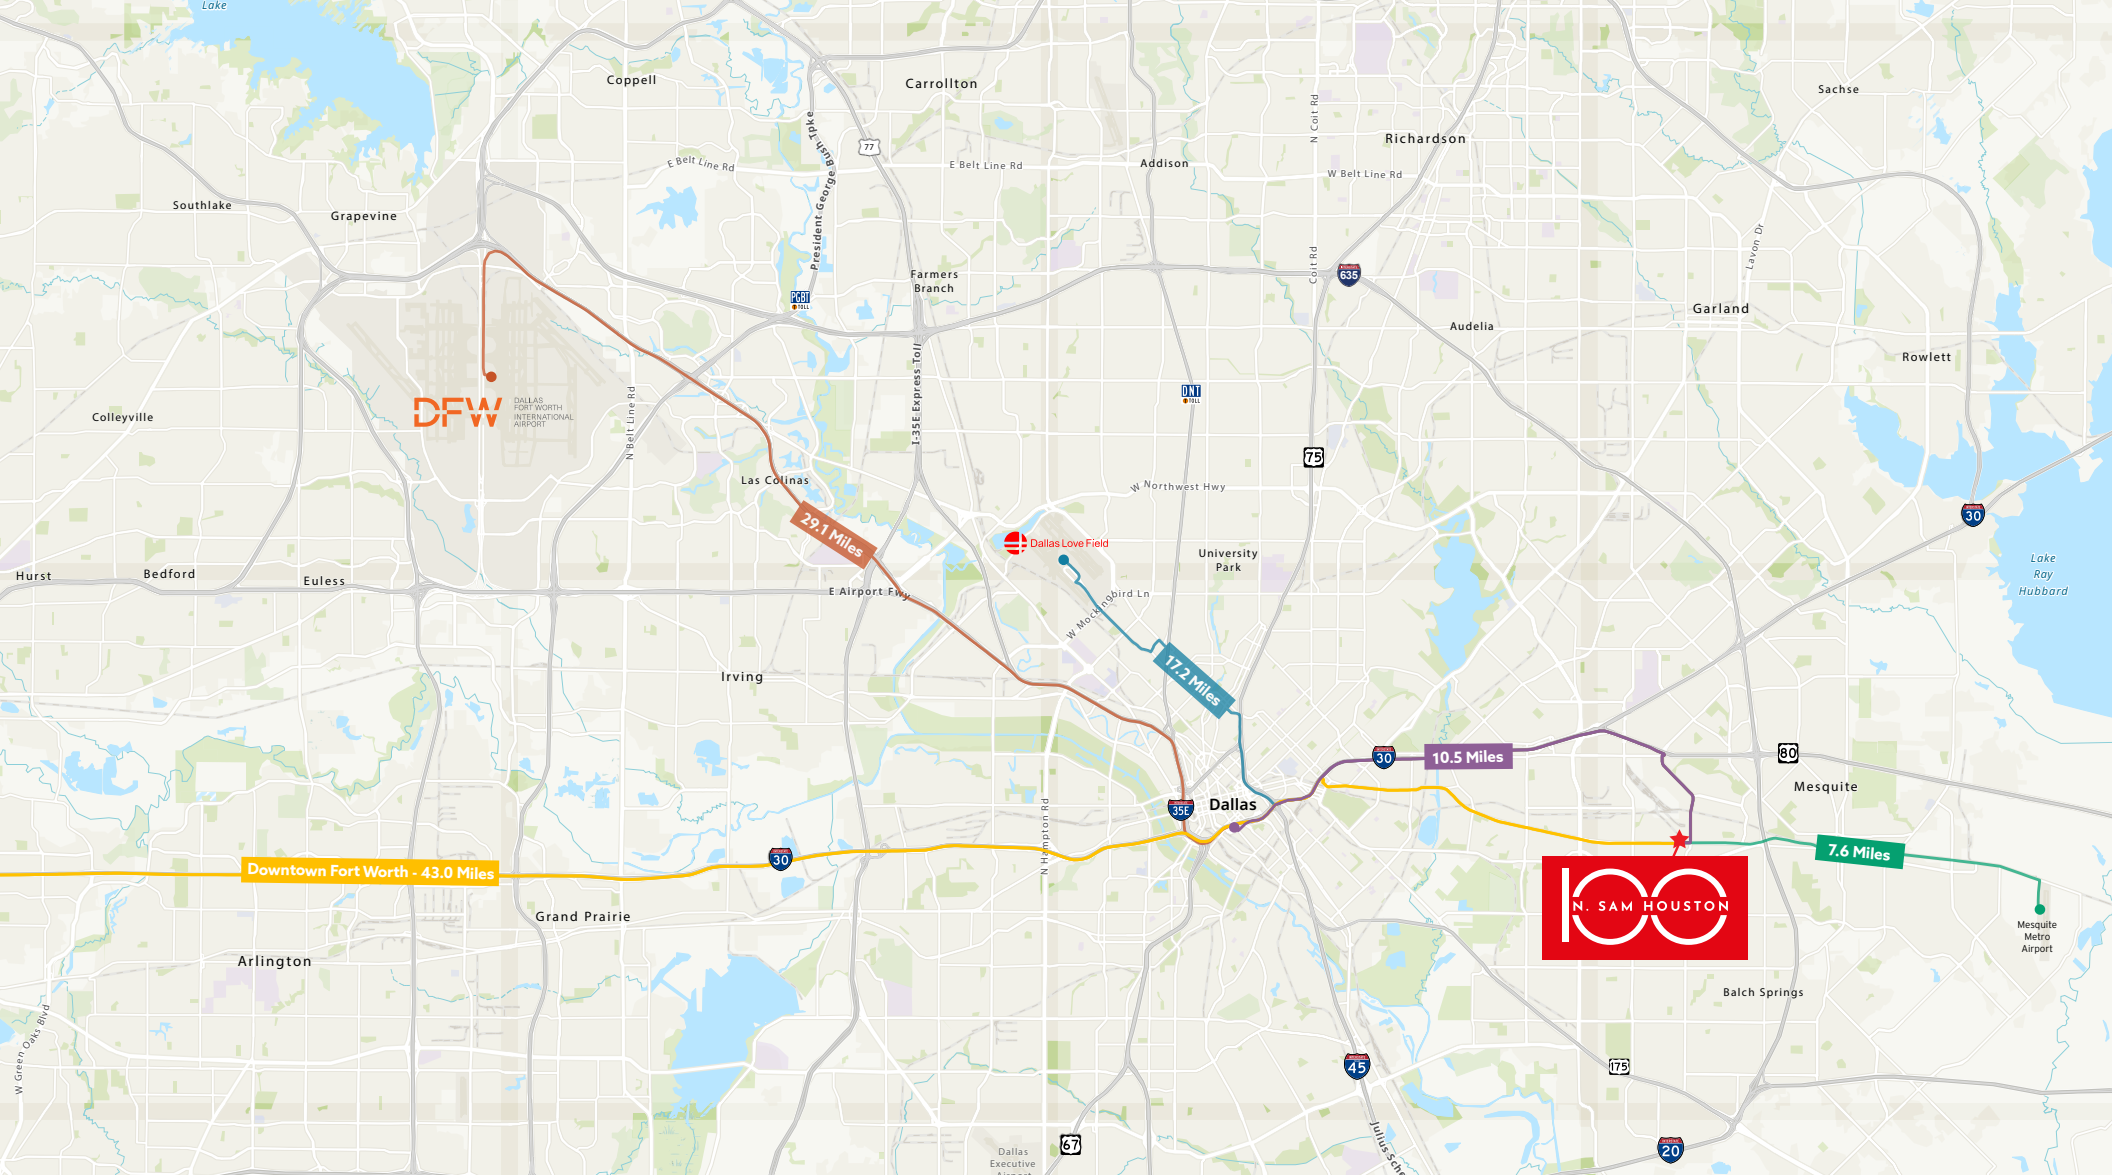 Lake
Coppell
Carrollton
Sachse
President George Bush Tpke
77
N Coit Rd
Richardson
E Belt Line Rd
E Belt Line Rd
Addison
W Belt Line Rd
Southlake
Grapevine
Lavon Dr
Farmers
Branch
Coit Rd
635
PGBT
TOLL
Garland
Audelia
Rowlett
I-35E Express Toll
DNT
TOLL
N Belt Line Rd
DFW
DALLAS
FORT WORTH
INTERNATIONAL
AIRPORT
Colleyville
75
Las Colinas
W Northwest Hwy
30
29.1 Miles
Dallas Love Field
University
Park
Lake
Ray
Hubbard
Hurst
Bedford
Euless
E Airport Fwy
W Mockingbird Ln
Irving
17.2 Miles
30
10.5 Miles
80
Mesquite
35E
Dallas
N Hampton Rd
30
Downtown Fort Worth - 43.0 Miles
7.6 Miles
100
N. SAM HOUSTON
Grand Prairie
Mesquite
Metro
Airport
Arlington
Balch Springs
W Green Oaks Blvd
45
175
67
20
Dallas
Executive